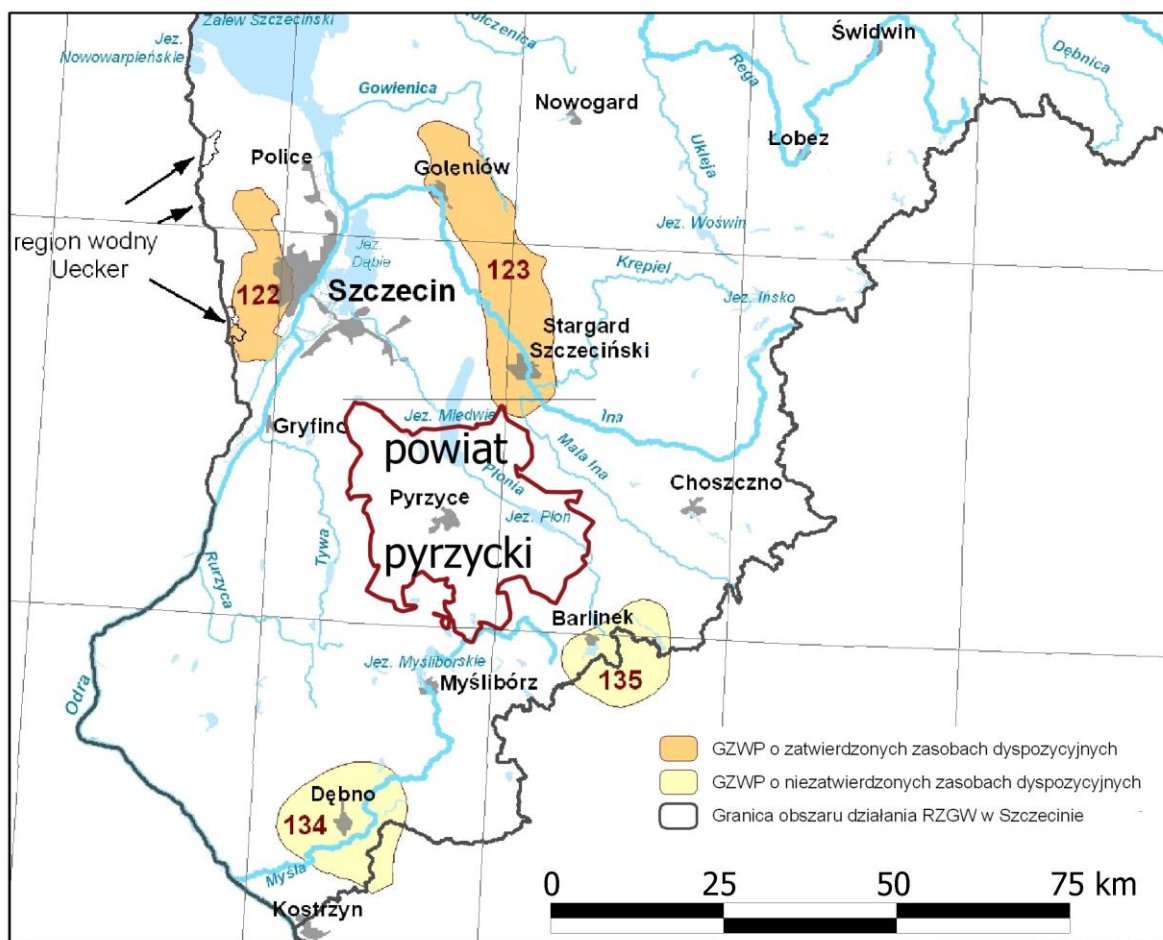 Zalew Szczeciński
Jez.
Nowowarpieńskie
Gowienica
Nowogard
Rega
Świdwin
Dębnica
Łobez
Ukleja
Police
Goleniów
Jez. Woświn
region wodny
Uecker
Jez.
Dąbie
122
123
Krępiel
Jez. Ińsko
Szczecin
Stargard
Szczeciński
Gryfino
Jez. Miedwie
Ina
powiat
Mała Ina
Płonia
Choszczno
Pyrzyce
Jez. Płoń
Tywa
pyrzycki
Rurzyca
Barlinek
Jez. Myśliborskie
Myślibórz
135
Odra
GZWP o zatwierdzonych zasobach dyspozycyjnych
GZWP o niezatwierdzonych zasobach dyspozycyjnych
Granica obszaru działania RZGW w Szczecinie
Dębno
134
Myśla
Kostrzyn
0 25 50 75 km